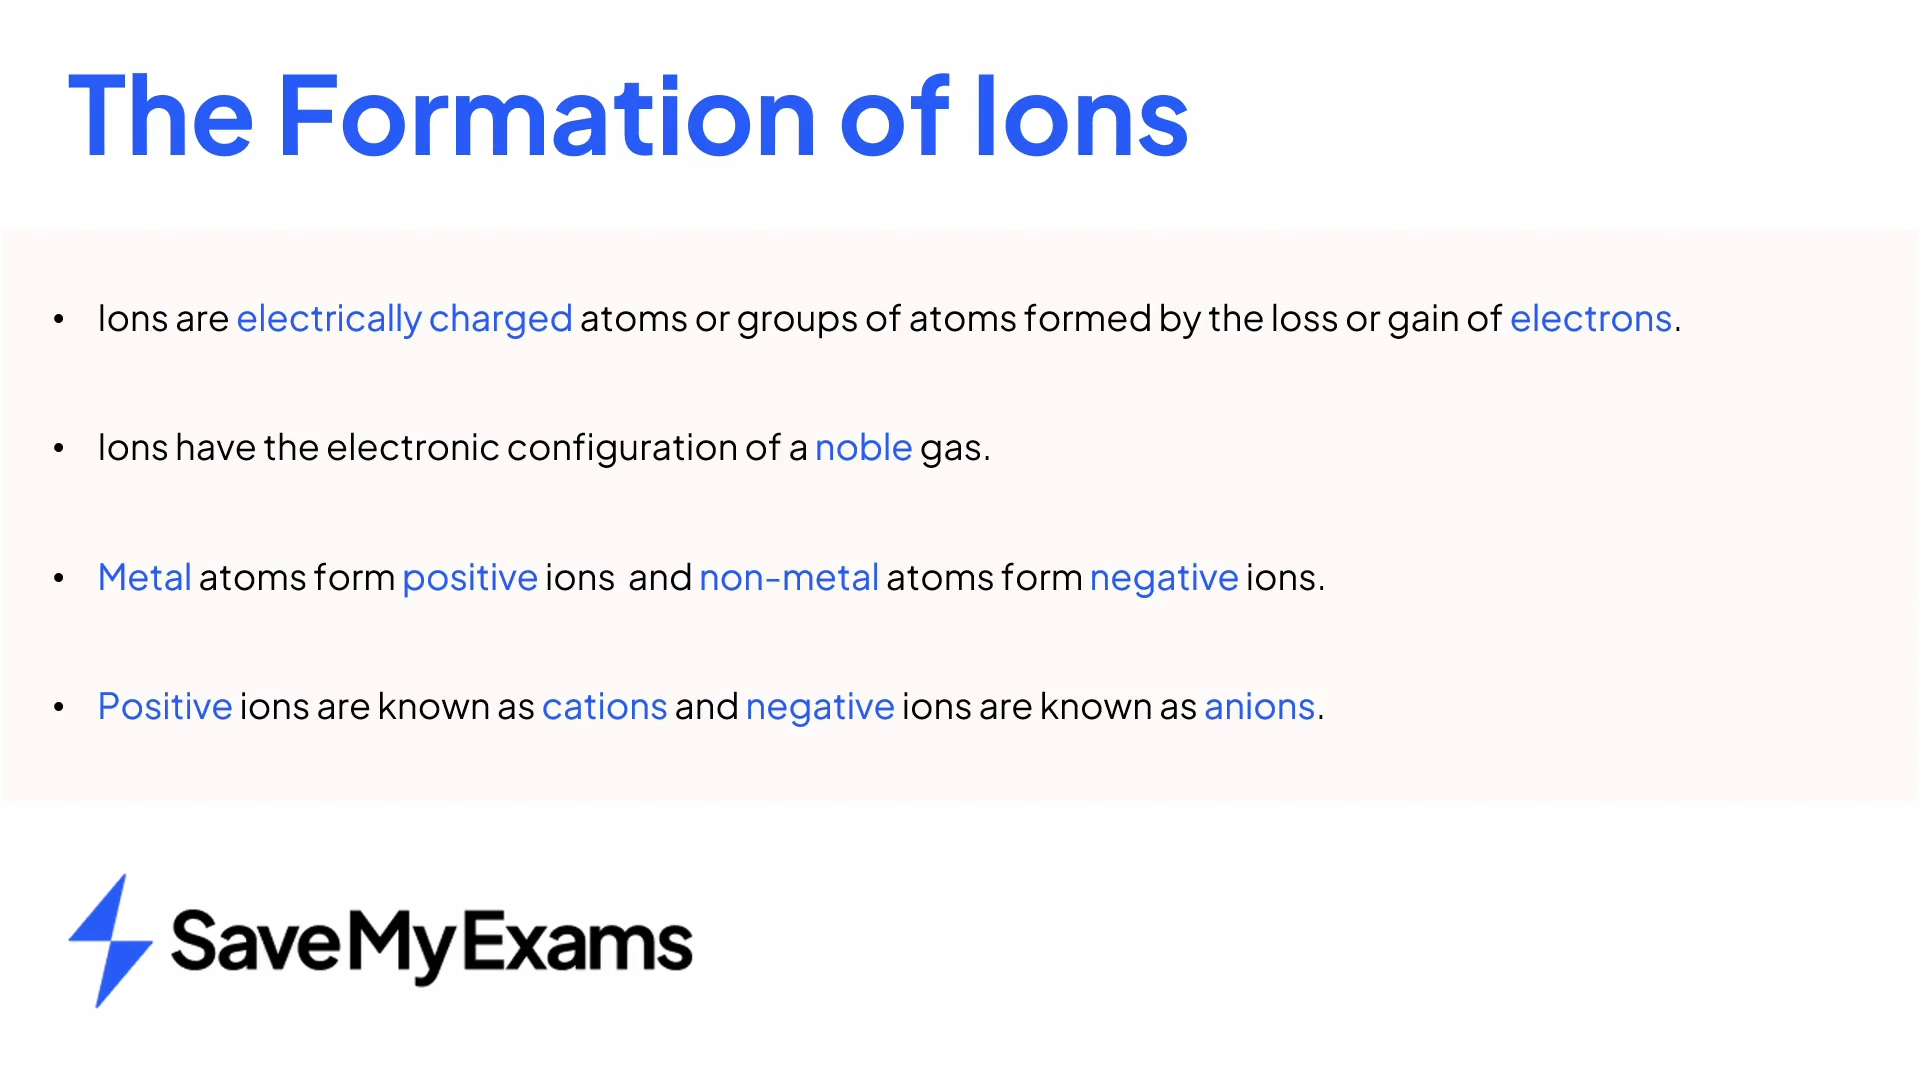 The Formation of Ions
• Ions are electrically charged atoms or groups of atoms formed by the loss or gain of electrons.
• Ions have the electronic configuration of a noble gas.
• Metal atoms form positive ions  and non-metal atoms form negative ions.
• Positive ions are known as cations and negative ions are known as anions.
SaveMyExams